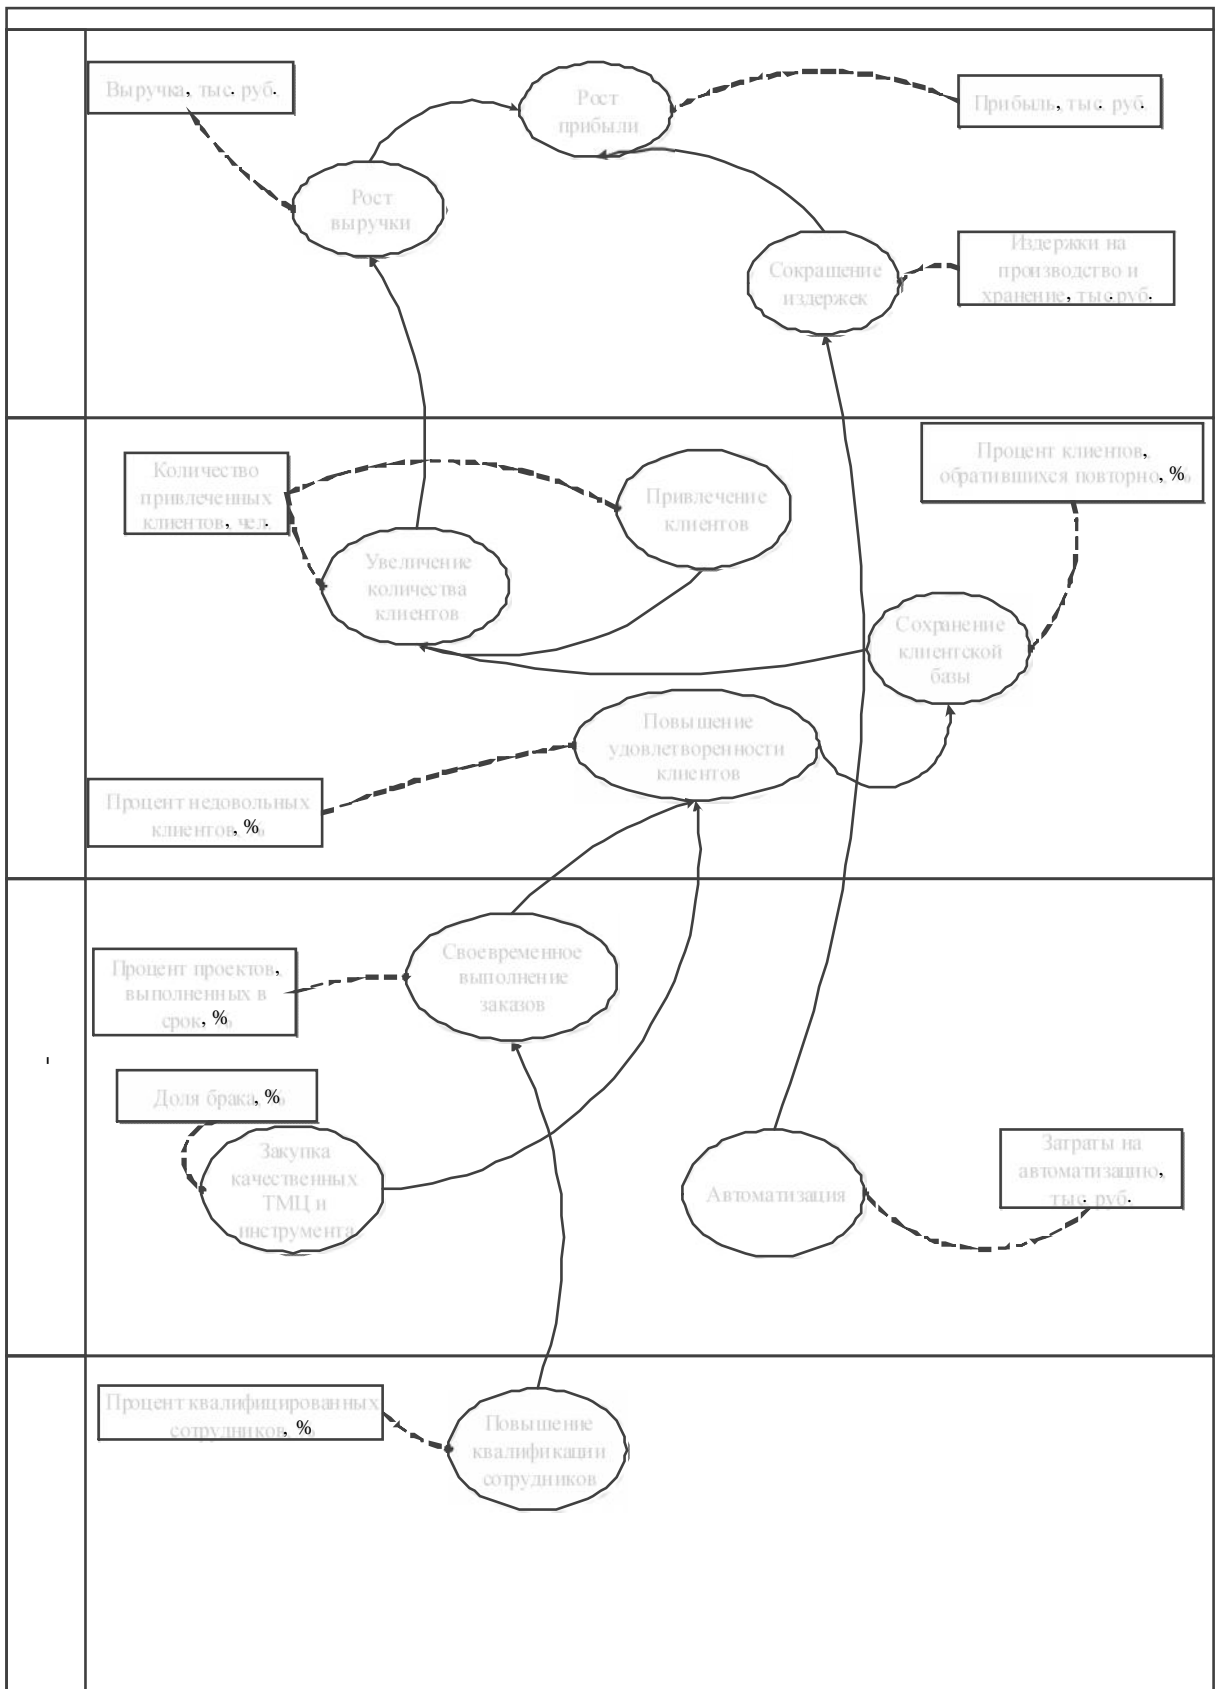 Выручка, тыс. руб.
Рост
прибыли
Прибыль, тыс. руб.
Рост
выручки
Сокращение
издержек
Издержки на
производство и
хранение, тыс.руб.
Количество
привлеченных
клиентов, чел.
Привлечение
клиентов
Процент клиентов,
обратившихся повторно, %
Увеличение
количества
клиентов
Сохранение
клиентской
базы
Повышение
удовлетворенности
клиентов
Процент недовольных
клиентов, %
Своевременное
выполнение
заказов
Процент проектов,
выполненных в
срок, %
Доля брака, %
Закупка
качественных
ТМЦ и
инструмента
Автоматизация
Затраты на
автоматизацию,
тыс. руб.
Процент квалифицированных
сотрудников, %
Повышение
квалификации
сотрудников